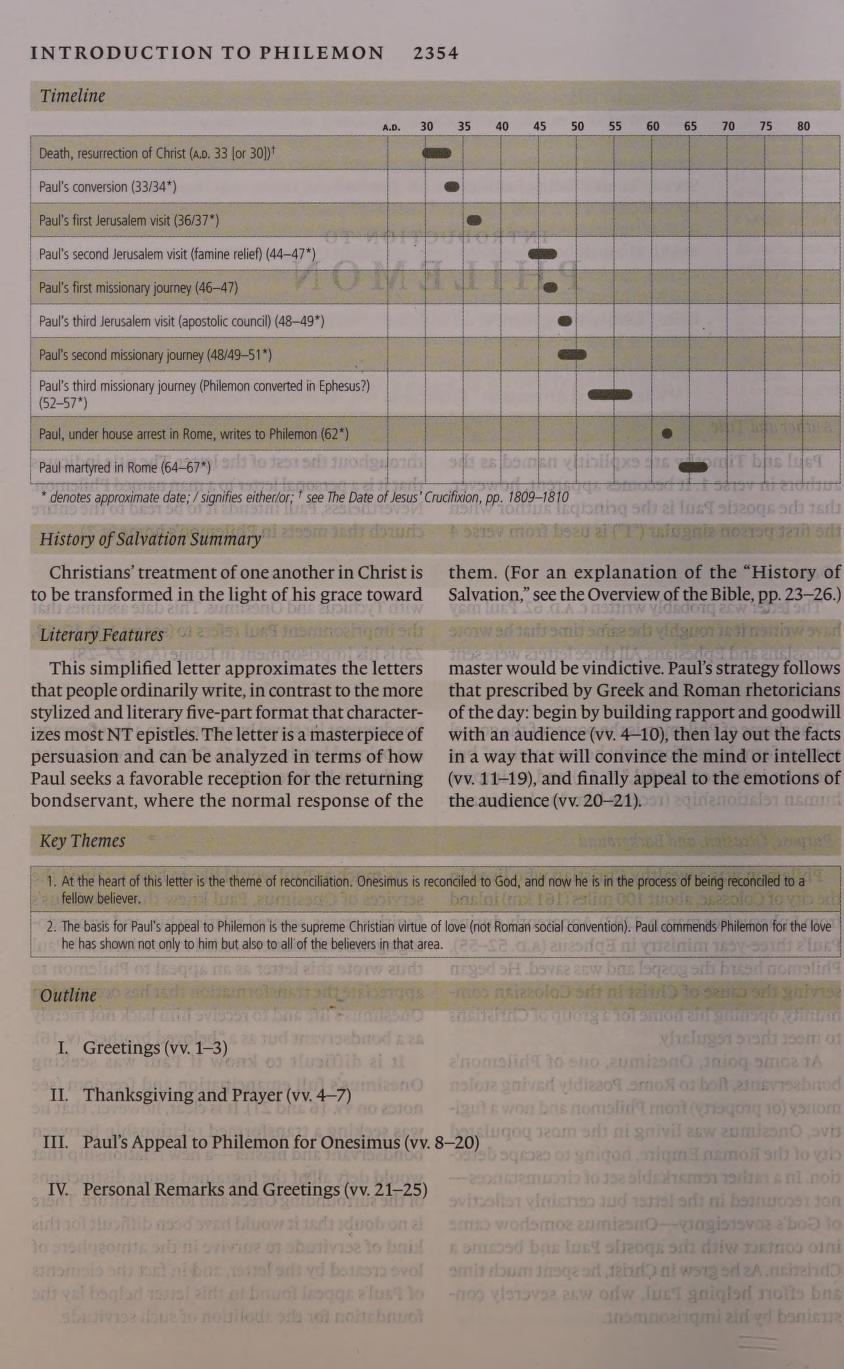 INTRODUCTION TO PHILEMON 2354
Timeline
A.D. 30 35 40 45 50 55 60 65 70 75 80
Death, resurrection of Christ (A.D. 33 [or 30])†
Paul's conversion (33/34*)
Paul's first Jerusalem visit (36/37*)
Paul's second Jerusalem visit (famine relief) (44–47*)
Paul's first missionary journey (46–47)
Paul's third Jerusalem visit (apostolic council) (48–49*)
Paul's second missionary journey (48/49–51*)
Paul's third missionary journey (Philemon converted in Ephesus?)
(52–57*)
Paul, under house arrest in Rome, writes to Philemon (62*)
Paul martyred in Rome (64–67*)
* denotes approximate date; / signifies either/or; † see The Date of Jesus' Crucifixion, pp. 1809–1810
History of Salvation Summary
Christians' treatment of one another in Christ is
to be transformed in the light of his grace toward
them. (For an explanation of the “History of
Salvation,” see the Overview of the Bible, pp. 23–26.)
Literary Features
This simplified letter approximates the letters
that people ordinarily write, in contrast to the more
stylized and literary five-part format that character-
izes most NT epistles. The letter is a masterpiece of
persuasion and can be analyzed in terms of how
Paul seeks a favorable reception for the returning
bondservant, where the normal response of the
master would be vindictive. Paul's strategy follows
that prescribed by Greek and Roman rhetoricians
of the day: begin by building rapport and goodwill
with an audience (vv. 4–10), then lay out the facts
in a way that will convince the mind or intellect
(vv. 11–19), and finally appeal to the emotions of
the audience (vv. 20–21).
Key Themes
1. At the heart of this letter is the theme of reconciliation. Onesimus is reconciled to God, and now he is in the process of being reconciled to a
fellow believer.
2. The basis for Paul's appeal to Philemon is the supreme Christian virtue of love (not Roman social convention). Paul commends Philemon for the love
he has shown not only to him but also to all of the believers in that area.
Outline
I. Greetings (vv. 1–3)
II. Thanksgiving and Prayer (vv. 4–7)
III. Paul's Appeal to Philemon for Onesimus (vv. 8–20)
IV. Personal Remarks and Greetings (vv. 21–25)